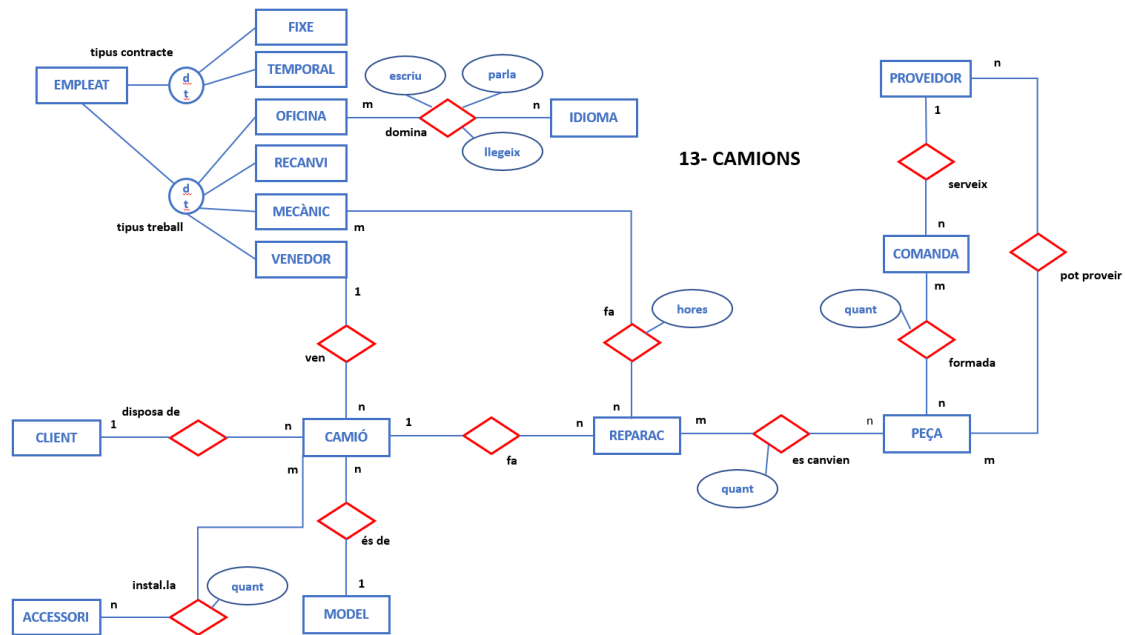 FIXE
tipus contracte
TEMPORAL
EMPLEAT
d
t
OFICINA
RECANVI
MECÀNIC
VENEDOR
d
t
tipus treball
m
escriu
parla
llegeix
domina
n
IDIOMA
13- CAMIONS
PROVEIDOR
n
1
serveix
n
COMANDA
m
pot proveir
quant
formada
n
PEÇA
m
m
fa
hores
n
1
ven
n
disposa de
CLIENT
1
n
CAMIÓ
1
fa
n
REPARAC
m
n
es canvien
quant
m
n
és de
1
MODEL
instal.la
quant
ACCESSORI
n